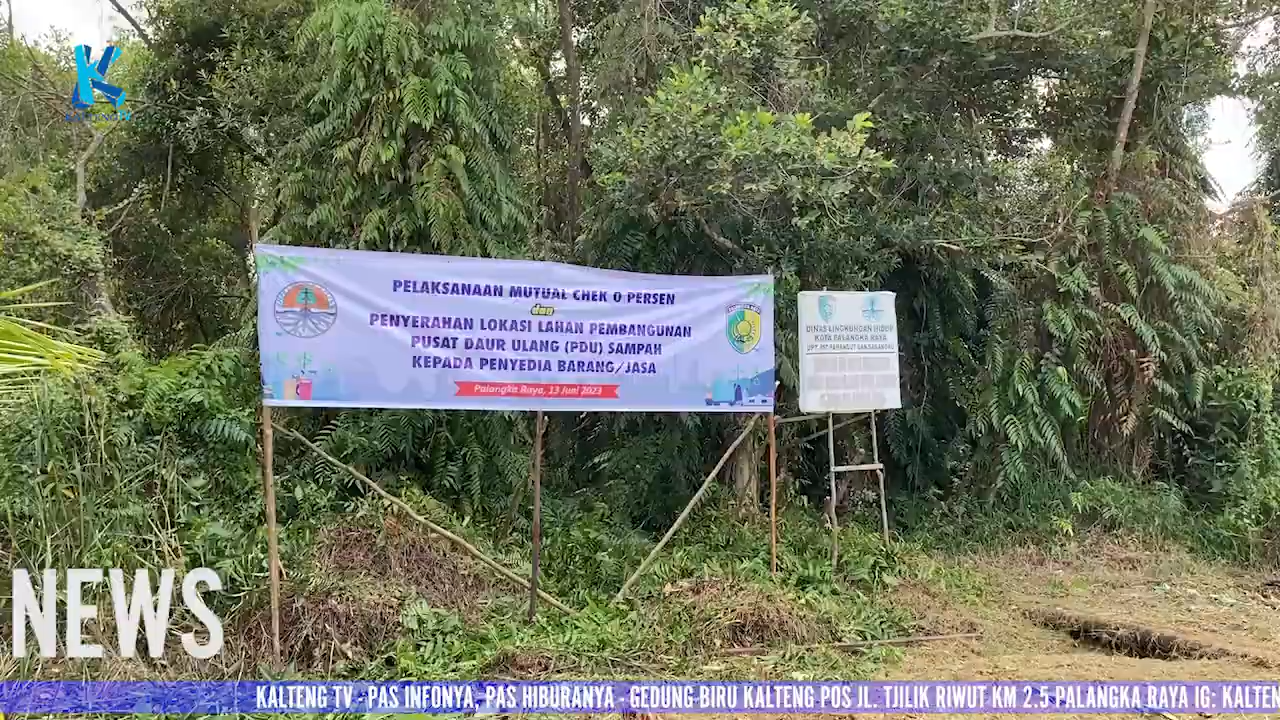 KALTENG TV
PELAKSANAAN MUTUAL CHEK 0 PERSEN
dan
PENYERAHAN LOKASI LAHAN PEMBANGUNAN
PUSAT DAUR ULANG (PDU) SAMPAH
KEPADA PENYEDIA BARANG/JASA
Palangka Raya, 13 Juni 2023
DINAS LINGKUNGAN HIDUP
KOTA PALANGKA RAYA
NEWS
KALTENG TV - PAS INFONYA, PAS HIBURANYA - GEDUNG BIRU KALTENG POS JL. TJILIK RIWUT KM 2.5 PALANGKA RAYA IG: KALTEN